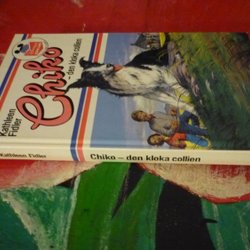 Kathleen
Fidler
Chiko
– den kloka collien
Kathleen Fidler
Chiko – den kloka collien